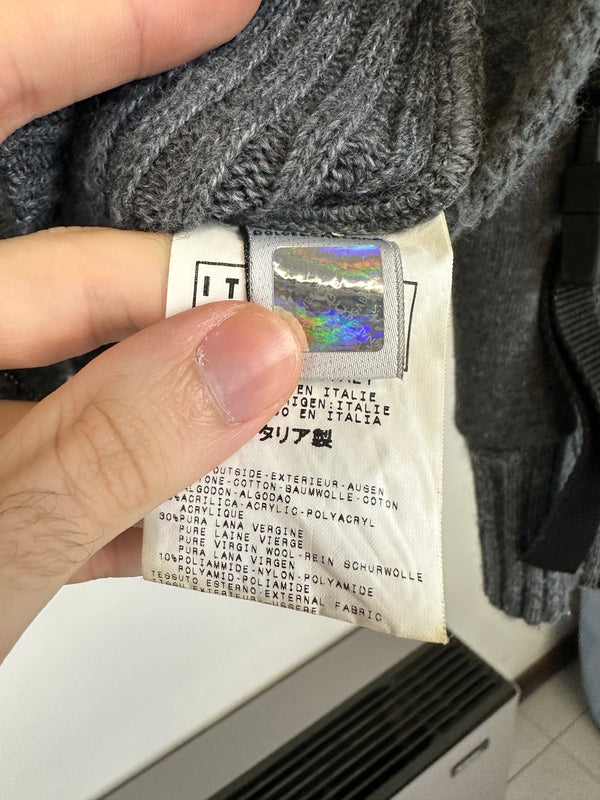 IT
EN ITALIE
ITALIE
EN ITALIA
タリア製
OUTSIDE-EXTERIEUR-AUSEN
COTTON-BAUMWOLLE-COTON
ALGODON-ALGODAO
ACRILICA-ACRYLIC-POLYACRYL
ACRYLIQUE
30%PURA LANA VERGINE
PURE LAINE VIERGE
PURE VIRGIN WOOL-REIN SCHURWOLLE
PURA LANA VIRGEN
10%POLIAMMIDE-NYLON-POLYAMIDE
POLYAMID-POLIAMIDE
TESSUTO ESTERNO-EXTERNAL FABRIC